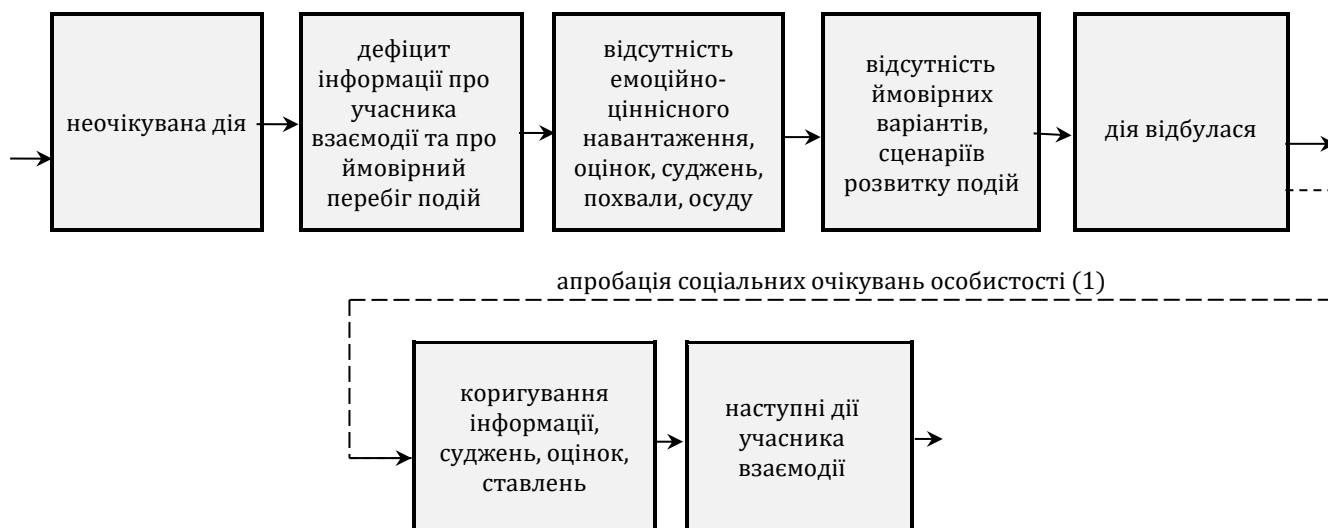 неочікувана дія
дефіцит
інформації про
учасника
взаємодії та про
ймовірний
перебіг подій
відсутність
емоційно-
ціннісного
навантаження,
оцінок, суджень,
похвали, осуду
відсутність
ймовірних
варіантів,
сценаріїв
розвитку подій
дія відбулася
апробація соціальних очікувань особистості (1)
коригування
інформації,
суджень, оцінок,
ставлень
наступні дії
учасника
взаємодії